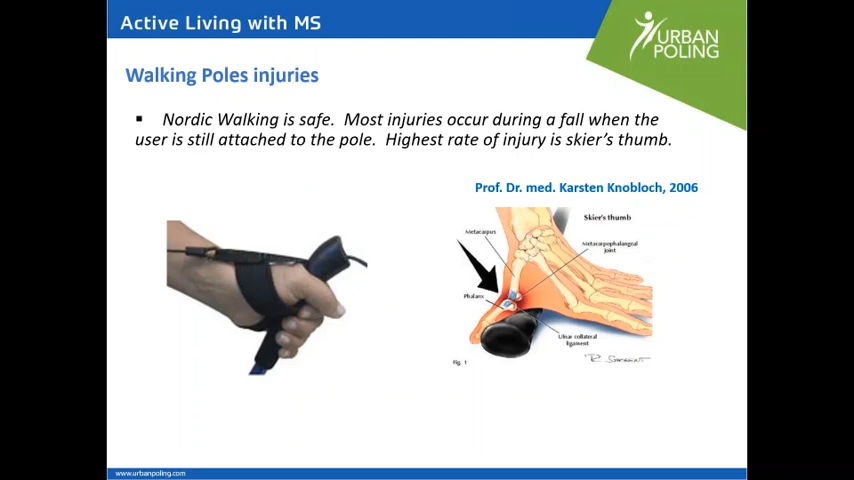 Active Living with MS
URBAN
POLING
Walking Poles injuries
▪ Nordic Walking is safe. Most injuries occur during a fall when the
user is still attached to the pole. Highest rate of injury is skier's thumb.
Prof. Dr. med. Karsten Knobloch, 2006
Skier's thumb
Metacarpus
Metacarpophalangeal
joint
Phalanx
Ulnar collateral
ligament
Fig. 1
R. SARGENT
www.urbanpoling.com